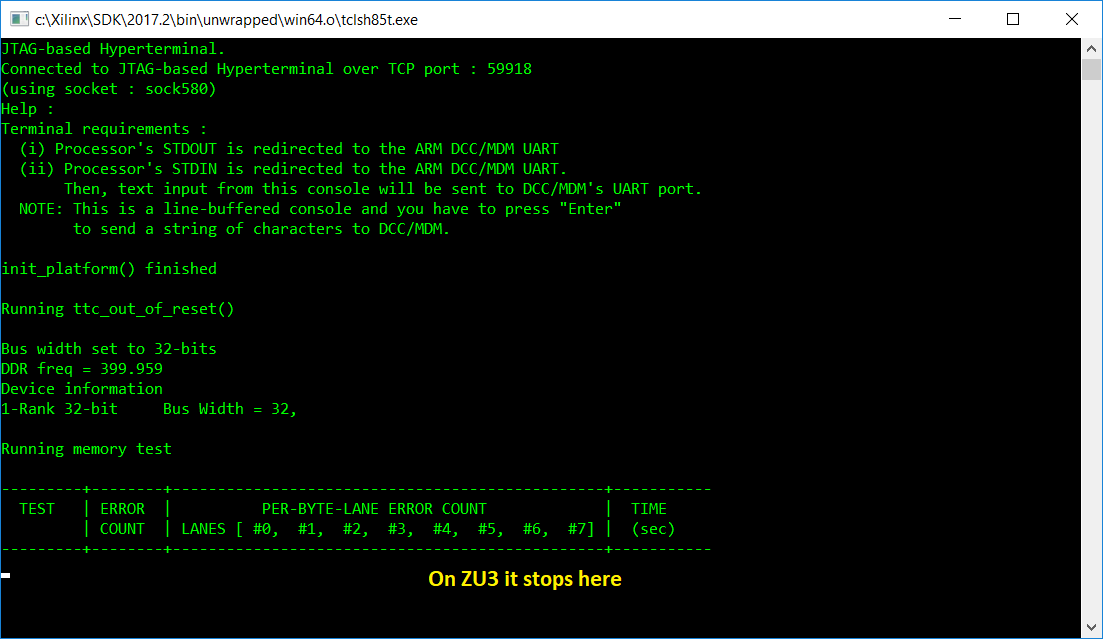 c:\Xilinx\SDK\2017.2\bin\unwrapped\win64.o\tclsh85t.exe
JTAG-based Hyperterminal.
Connected to JTAG-based Hyperterminal over TCP port : 59918
(using socket : sock580)
Help :
Terminal requirements :
  (i) Processor's STDOUT is redirected to the ARM DCC/MDM UART
  (ii) Processor's STDIN is redirected to the ARM DCC/MDM UART.
       Then, text input from this console will be sent to DCC/MDM's UART port.
  NOTE: This is a line-buffered console and you have to press "Enter"
        to send a string of characters to DCC/MDM.
init_platform() finished
Running ttc_out_of_reset()
Bus width set to 32-bits
DDR freq = 399.959
Device information
1-Rank 32-bit     Bus Width = 32,
Running memory test
---------+--------+------------------------------------------------+-----------
  TEST   | ERROR  |          PER-BYTE-LANE ERROR COUNT             |  TIME
         | COUNT  | LANES [ #0,  #1,  #2,  #3,  #4,  #5,  #6,  #7] |  (sec)
---------+--------+------------------------------------------------+-----------
On ZU3 it stops here